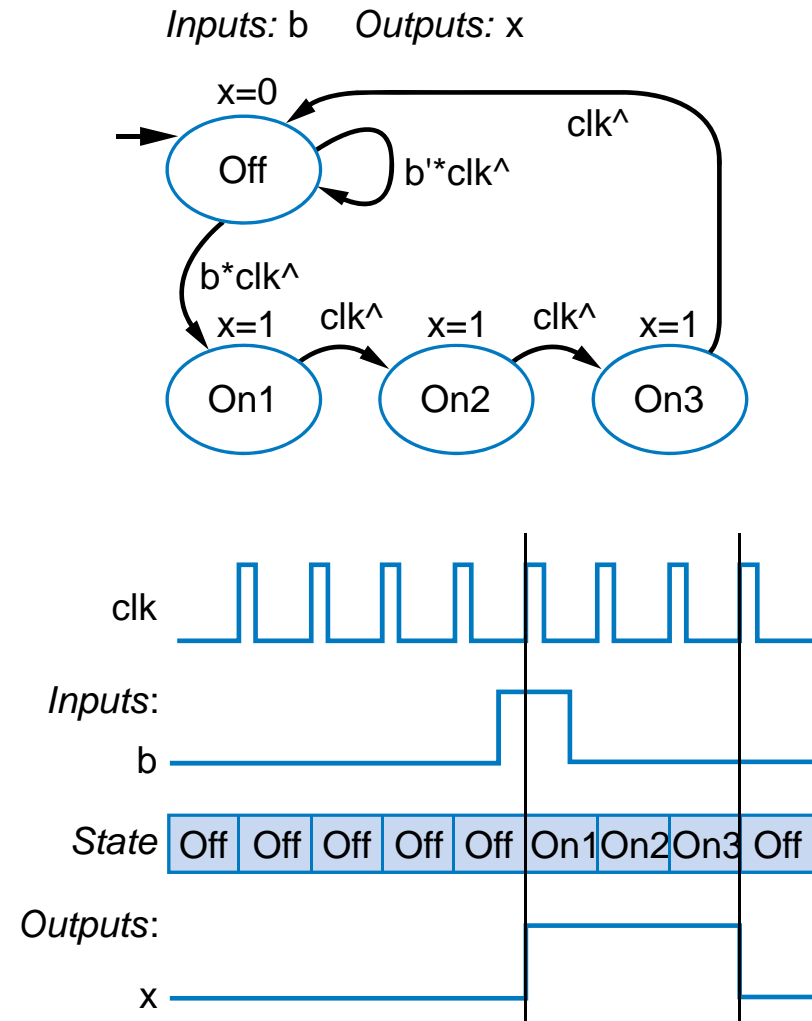 Inputs: b Outputs: x
x=0
clk^
Off
b'*clk^
b*clk^
x=1 clk^ x=1 clk^ x=1
On1 On2 On3
clk
Inputs:
b
State Off Off Off Off Off On1 On2 On3 Off
Outputs:
x